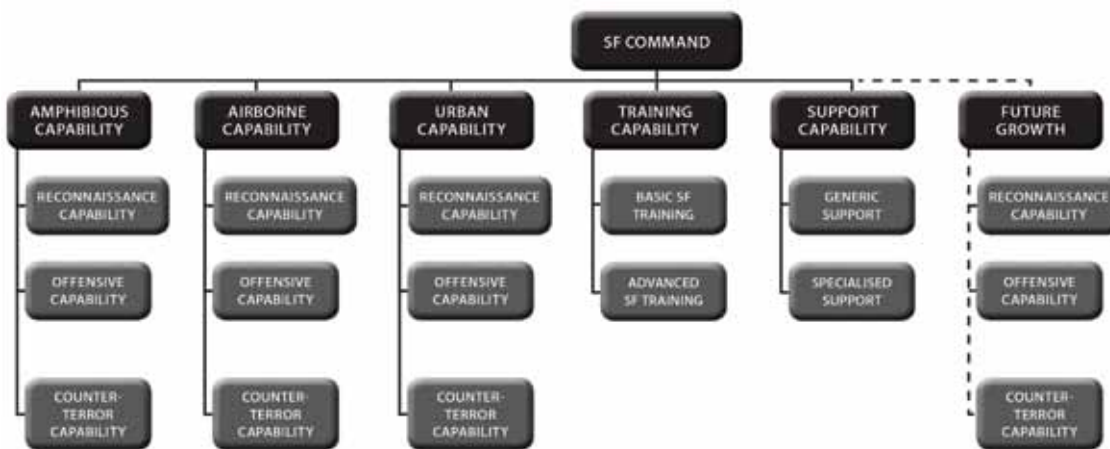 SF COMMAND
AMPHIBIOUS
CAPABILITY
AIRBORNE
CAPABILITY
URBAN
CAPABILITY
TRAINING
CAPABILITY
SUPPORT
CAPABILITY
FUTURE
GROWTH
RECONNAISSANCE
CAPABILITY
RECONNAISSANCE
CAPABILITY
RECONNAISSANCE
CAPABILITY
BASIC SF
TRAINING
GENERIC
SUPPORT
RECONNAISSANCE
CAPABILITY
OFFENSIVE
CAPABILITY
OFFENSIVE
CAPABILITY
OFFENSIVE
CAPABILITY
ADVANCED
SF TRAINING
SPECIALISED
SUPPORT
OFFENSIVE
CAPABILITY
COUNTER-
TERROR
CAPABILITY
COUNTER-
TERROR
CAPABILITY
COUNTER-
TERROR
CAPABILITY
COUNTER-
TERROR
CAPABILITY